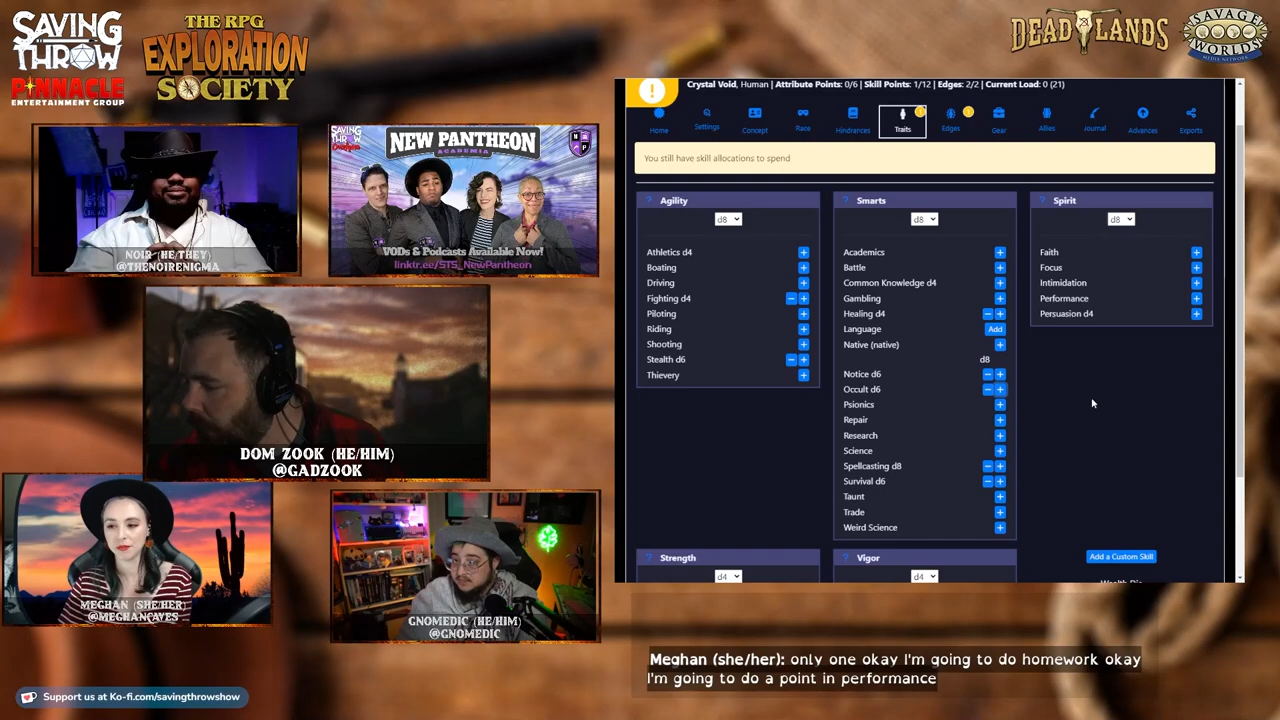 SAVING
THROW
PINNACLE
ENTERTAINMENT GROUP
THE RPG
EXPLORATION
SOCIETY
DEADLANDS
SAVAGE
WORLDS
MEDIA NETWORK
NOIR (HE/THEY)
@THENOIRENIGMA
SAVING
THROW
NEW PANTHEON
ACADEMIA
N
P
VODs & Podcasts Available Now!
linktr.ee/STS_NewPantheon
DOM ZOOK (HE/HIM)
@GADZOOK
MEGHAN (SHE/HER)
@MEGHANCAVES
GNOMEDIC (HE/HIM)
@GNOMEDIC
Support us at Ko-fi.com/savingthrowshow
Crystal Void, Human | Attribute Points: 0/6 | Skill Points: 1/12 | Edges: 2/2 | Current Load: 0 (21)
Home
Settings
Concept
Race
Hindrances
Traits
Edges
Gear
Allies
Journal
Advances
Exports
You still have skill allocations to spend
? Agility
d8
Athletics d4
Boating
Driving
Fighting d4
Piloting
Riding
Shooting
Stealth d6
Thievery
? Smarts
d8
Academics
Battle
Common Knowledge d4
Gambling
Healing d4
Language Add
Native (native)
d8
Notice d6
Occult d6
Psionics
Repair
Research
Science
Spellcasting d8
Survival d6
Taunt
Trade
Weird Science
? Spirit
d8
Faith
Focus
Intimidation
Performance
Persuasion d4
Add a Custom Skill
? Strength
d4
? Vigor
d4
Wealth Die
Meghan (she/her): only one okay I'm going to do homework okay
I'm going to do a point in performance